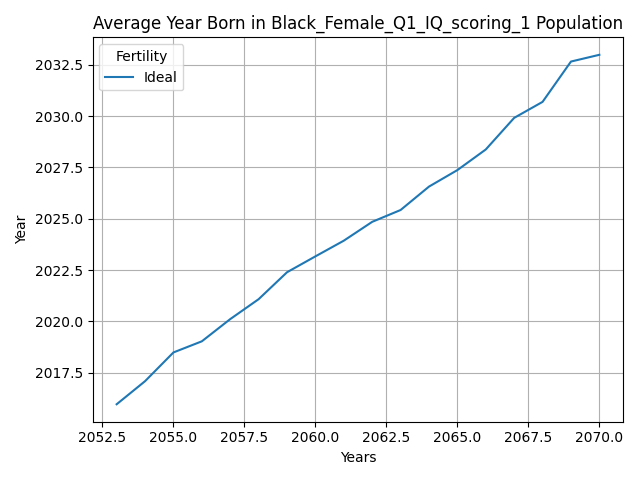 Average Year Born in Black_Female_Q1_IQ_scoring_1 Population
Fertility
Ideal
2032.5
2030.0
2027.5
2025.0
2022.5
2020.0
2017.5
Year
2052.5 2055.0 2057.5 2060.0 2062.5 2065.0 2067.5 2070.0
Years